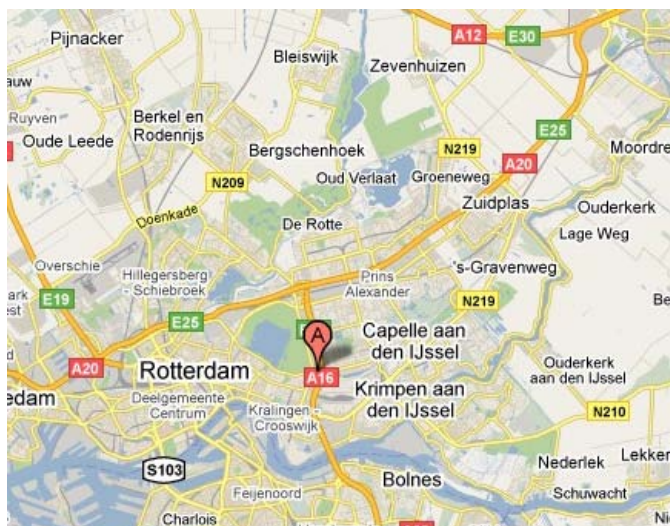 A12
E30
Pijnacker
Bleiswijk
Zevenhuizen
auw
Ruyven
Berkel en
Rodenrijs
Oude Leede
E25
Bergschenhoek
N219
Moordre
A20
N209
Oud Verlaat
Groeneweg
Zuidplas
Ouderkerk
Doenkade
De Rotte
Lage Weg
Overschie
Hillegersberg
- Schiebroek
Prins
Alexander
's-Gravenweg
E19
N219
E25
A
Capelle aan
den IJssel
A20
Rotterdam
A16
Ouderkerk
aan den IJssel
edam
Deelgemeente
Centrum
Kralingen -
Crooswijk
Krimpen aan
den IJssel
N210
S103
Bolnes
Nederlek
Lekker
Feijenoord
Schuwacht
Charlois